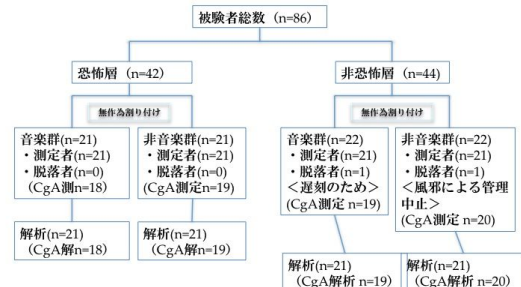 被験者総数（n=86）
恐怖層（n=42）
非恐怖層（n=44）
無作為割り付け
無作為割り付け
音楽群(n=21)
・測定者(n=21)
・脱落者(n=0)
（CgA測n=18）
非音楽群(n=21)
・測定者(n=21)
・脱落者(n=0)
(CgA測定n=19)
音楽群(n=22)
・測定者(n=21)
・脱落者(n=1)
＜遅刻のため＞
(CgA測定 n=19)
非音楽群(n=22)
・測定者(n=21)
・脱落者(n=1)
＜風邪による管理
中止＞
(CgA測定 n=20)
解析(n=21)
（CgA解n=18）
解析(n=21)
（CgA解n=19）
解析(n=21)
（CgA解析 n=19）
解析(n=21)
（CgA解析 n=20）